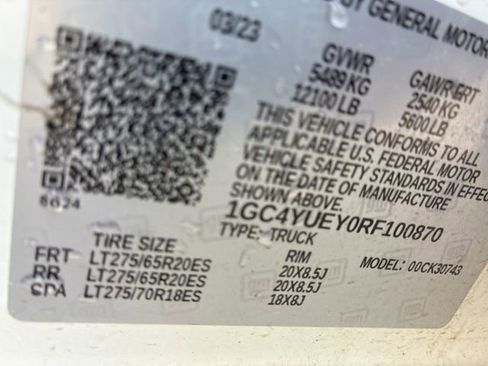 BY GENERAL MOTOR
03/23
GVWR GAWR FRT
5489 KG 2540 KG
12100 LB 5600 LB
THIS VEHICLE CONFORMS TO ALL
APPLICABLE U.S. FEDERAL MOTOR
VEHICLE SAFETY STANDARDS IN EFFEC
ON THE DATE OF MANUFACTURE
SHOWN ABOVE.
8624
1GC4YUEY0RF100870
TYPE: TRUCK
TIRE SIZE RIM MODEL: 00CK30743
FRT LT275/65R20ES 20X8.5J
RR LT275/65R20ES 20X8.5J
SPA LT275/70R18ES 18X8J